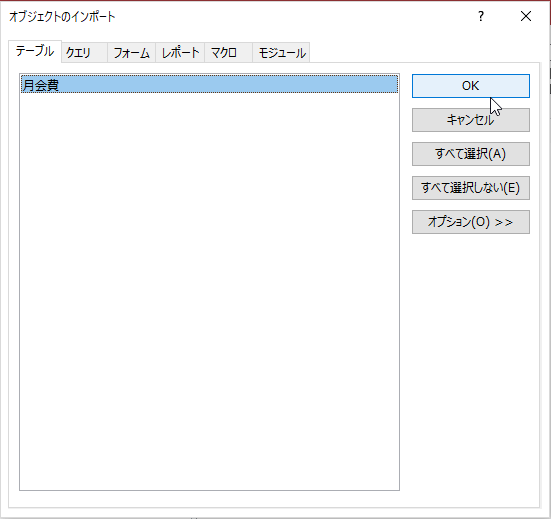 オブジェクトのインポート ?
テーブル クエリ フォーム レポート マクロ モジュール
月会費
OK
キャンセル
すべて選択(A)
すべて選択しない(E)
オプション(O) >>